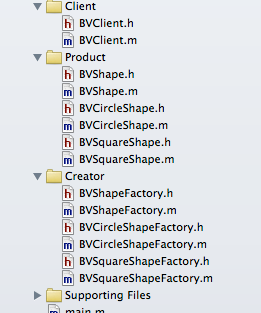 Client
BVClient.h
BVClient.m
Product
BVShape.h
BVShape.m
BVCircleShape.h
BVCircleShape.m
BVSquareShape.h
BVSquareShape.m
Creator
BVShapeFactory.h
BVShapeFactory.m
BVCircleShapeFactory.h
BVCircleShapeFactory.m
BVSquareShapeFactory.h
BVSquareShapeFactory.m
Supporting Files
main.m